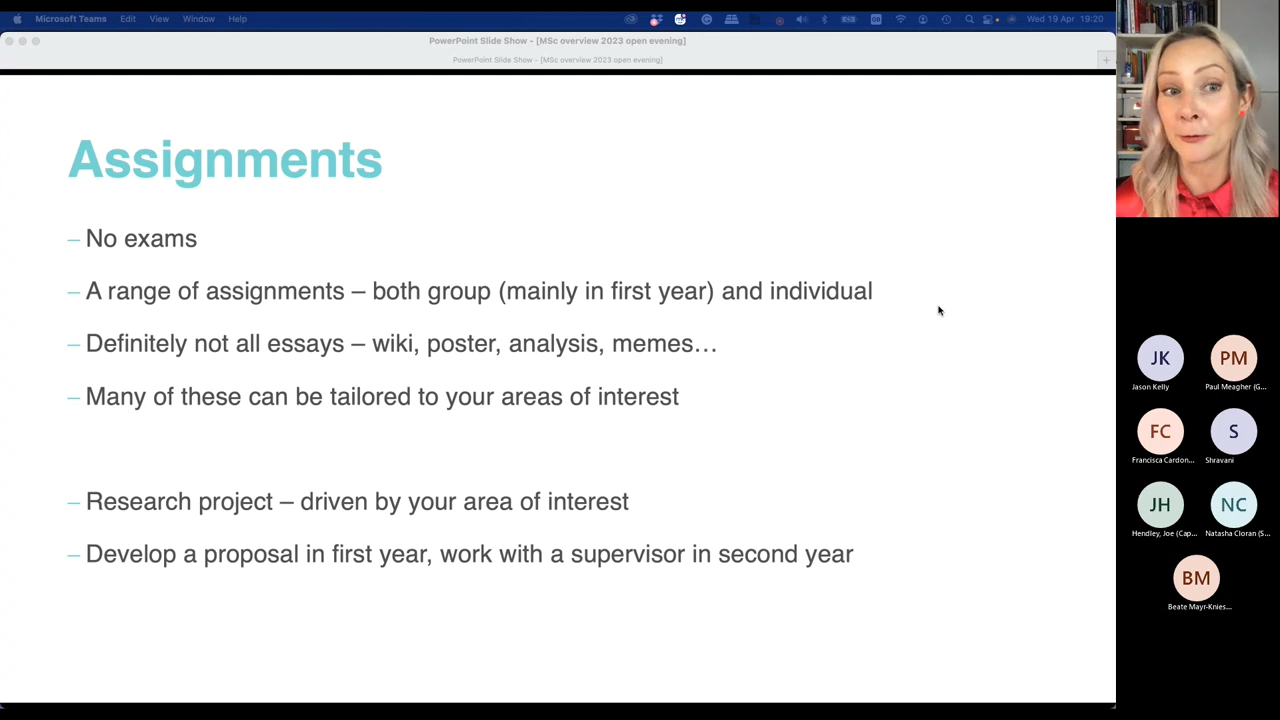 Microsoft Teams Edit View Window Help Wed 19 Apr 19:20
PowerPoint Slide Show - [MSc overview 2023 open evening]
PowerPoint Slide Show - [MSc overview 2023 open evening]
Assignments
– No exams
– A range of assignments – both group (mainly in first year) and individual
– Definitely not all essays – wiki, poster, analysis, memes…
– Many of these can be tailored to your areas of interest
– Research project – driven by your area of interest
– Develop a proposal in first year, work with a supervisor in second year
JK PM
Jason Kelly Paul Meagher (G...
FC S
Francisca Cardon... Shravani
JH NC
Hendley, Joe (Cap... Natasha Cloran (S...
BM
Beate Mayr-Knies...